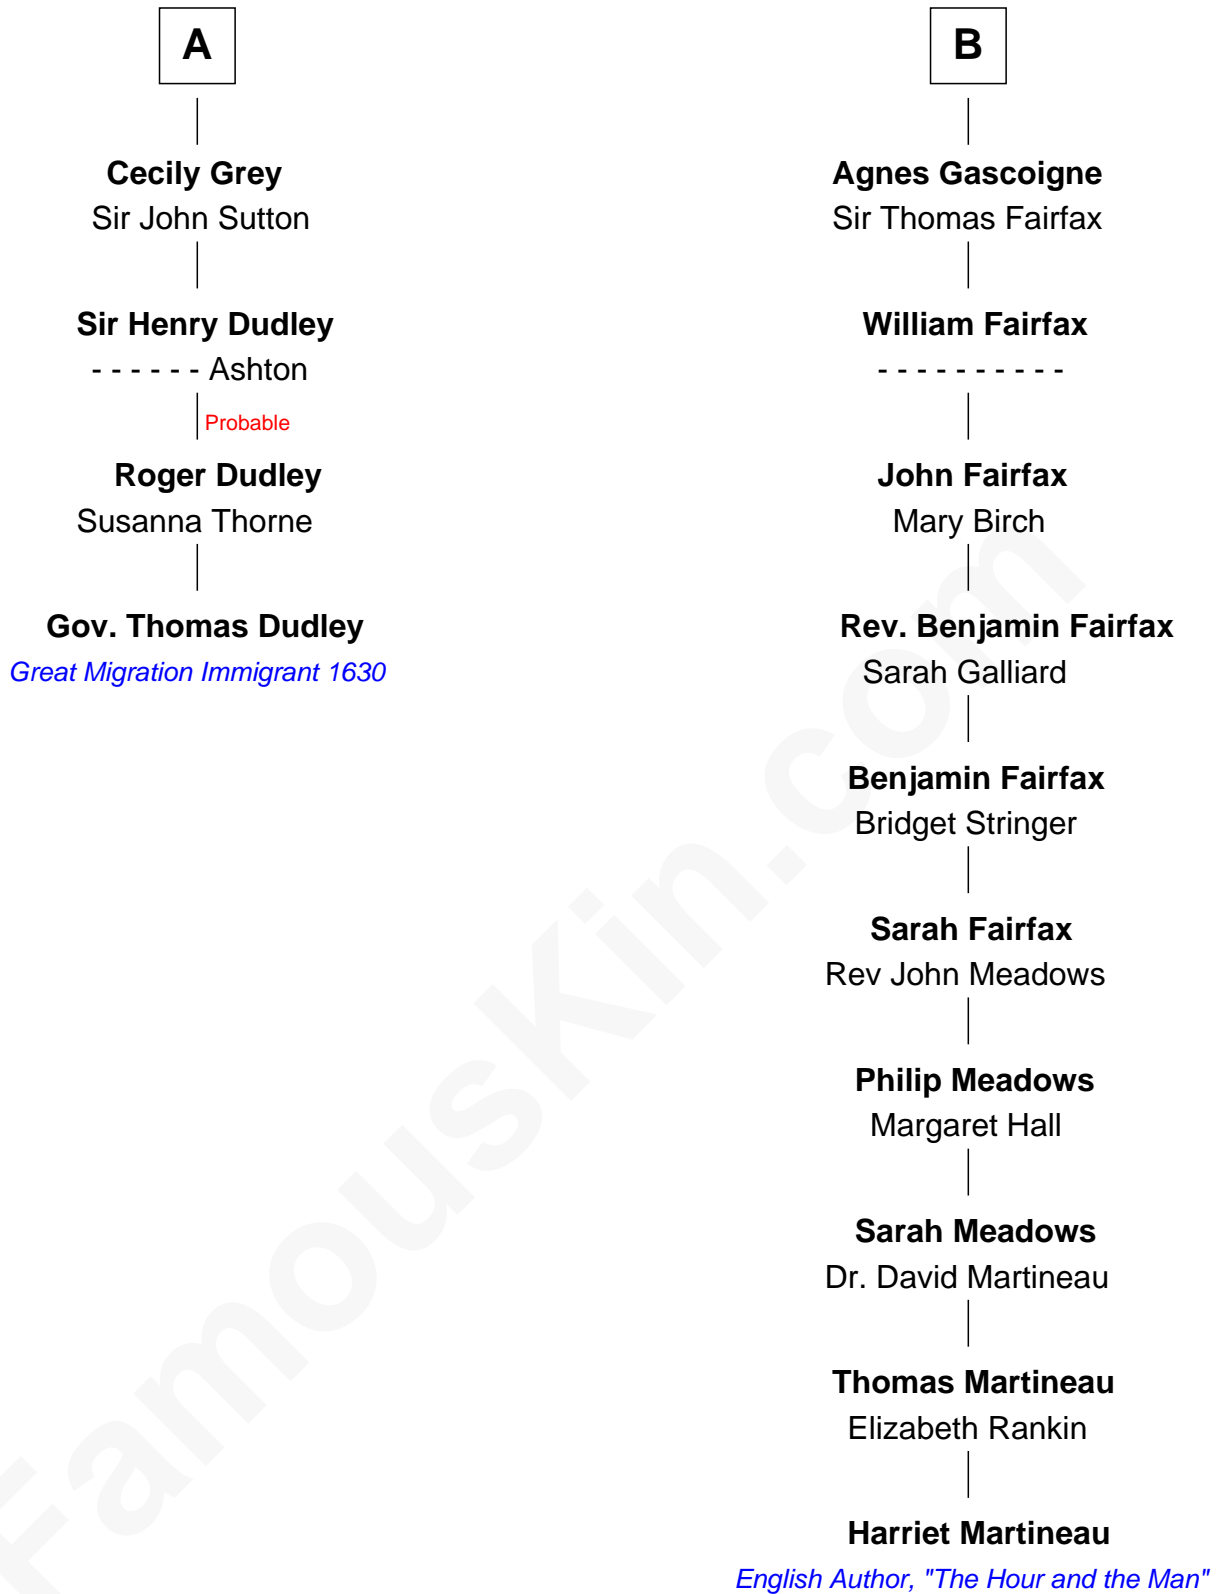 A
Cecily Grey
Sir John Sutton
Sir Henry Dudley
- - - - - - Ashton
Probable
Roger Dudley
Susanna Thorne
Gov. Thomas Dudley
Great Migration Immigrant 1630
B
Agnes Gascoigne
Sir Thomas Fairfax
William Fairfax
- - - - - - - - - -
John Fairfax
Mary Birch
Rev. Benjamin Fairfax
Sarah Galliard
Benjamin Fairfax
Bridget Stringer
Sarah Fairfax
Rev John Meadows
Philip Meadows
Margaret Hall
Sarah Meadows
Dr. David Martineau
Thomas Martineau
Elizabeth Rankin
Harriet Martineau
English Author, "The Hour and the Man"
FamousKin.com